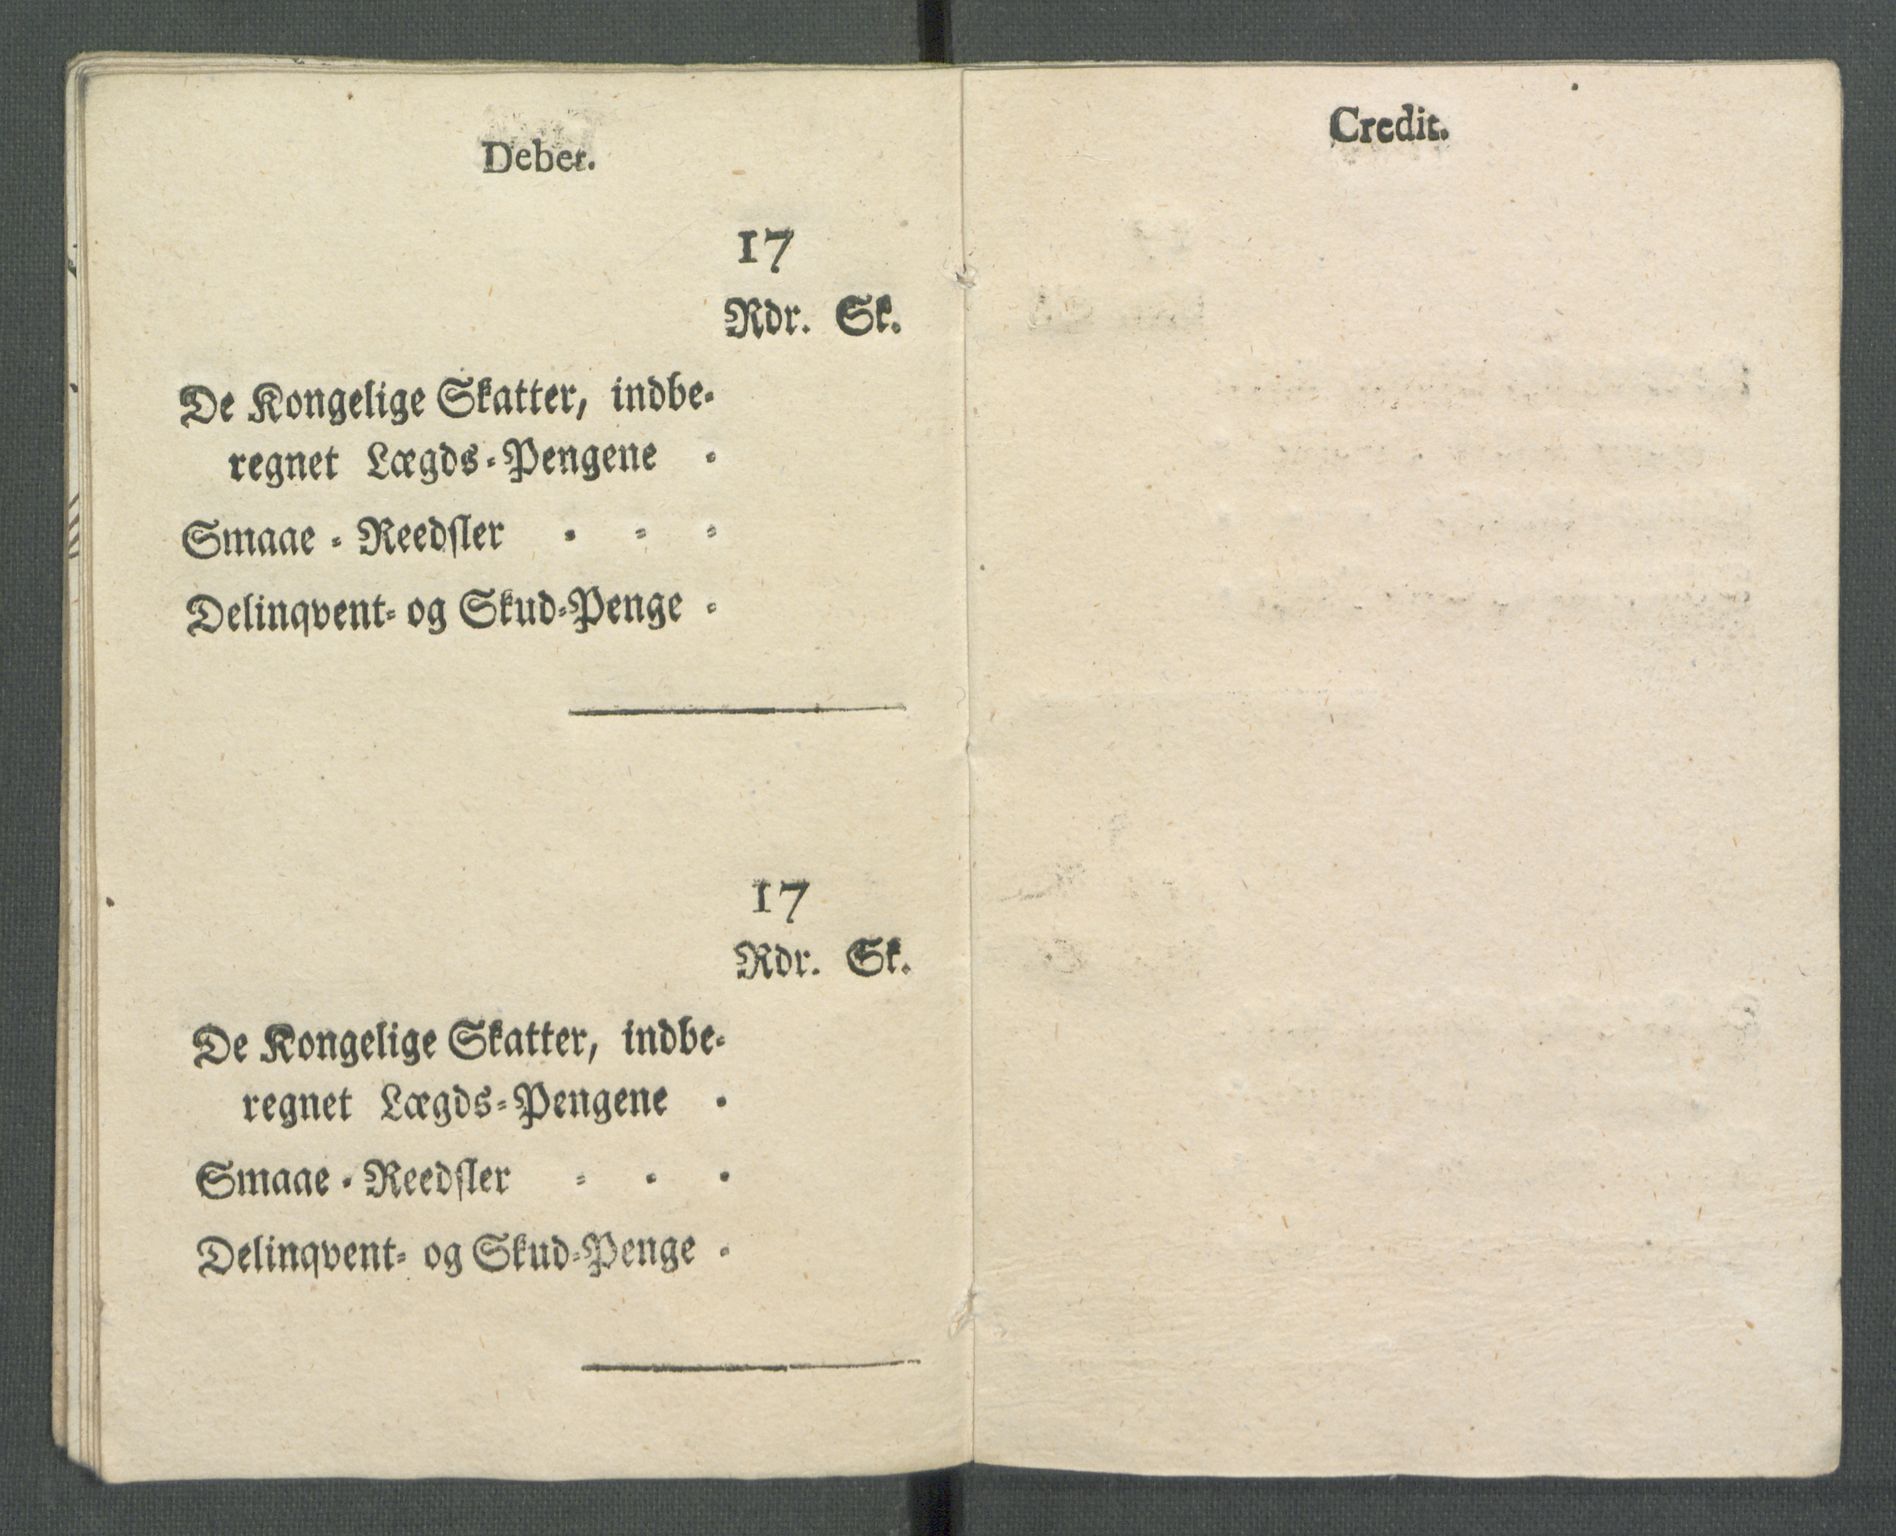 Debet.
17
Rdr. Sk.
De Kongelige Skatter, indbe-
regnet Lægds-Pengene -
Smaae - Reedsler - - -
Delinqvent- og Skud-Penge -
17
Rdr. Sk.
De Kongelige Skatter, indbe-
regnet Lægds-Pengene -
Smaae - Reedsler - - -
Delinqvent- og Skud-Penge -
Credit.